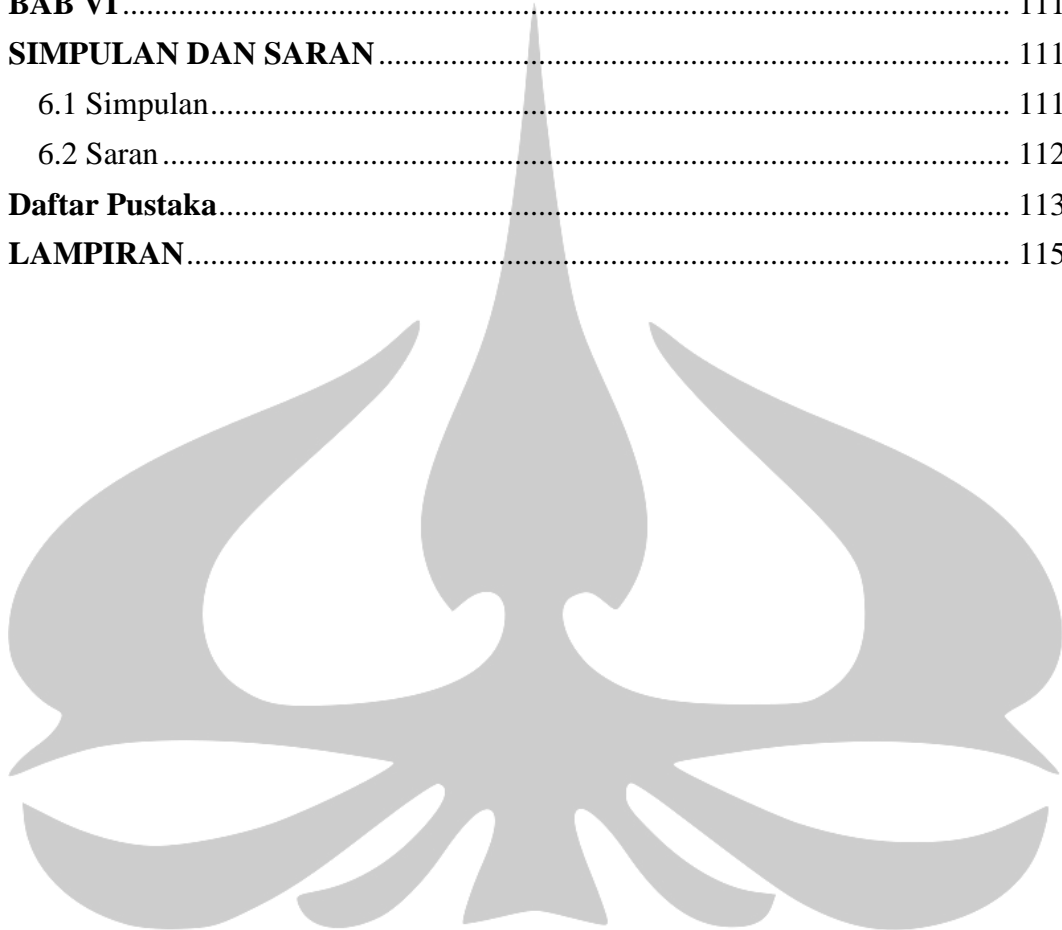 BAB VI.......................................................................................................... 111
SIMPULAN DAN SARAN............................................................................... 111
6.1 Simpulan.................................................................................................... 111
6.2 Saran.......................................................................................................... 112
Daftar Pustaka................................................................................................... 113
LAMPIRAN....................................................................................................... 115